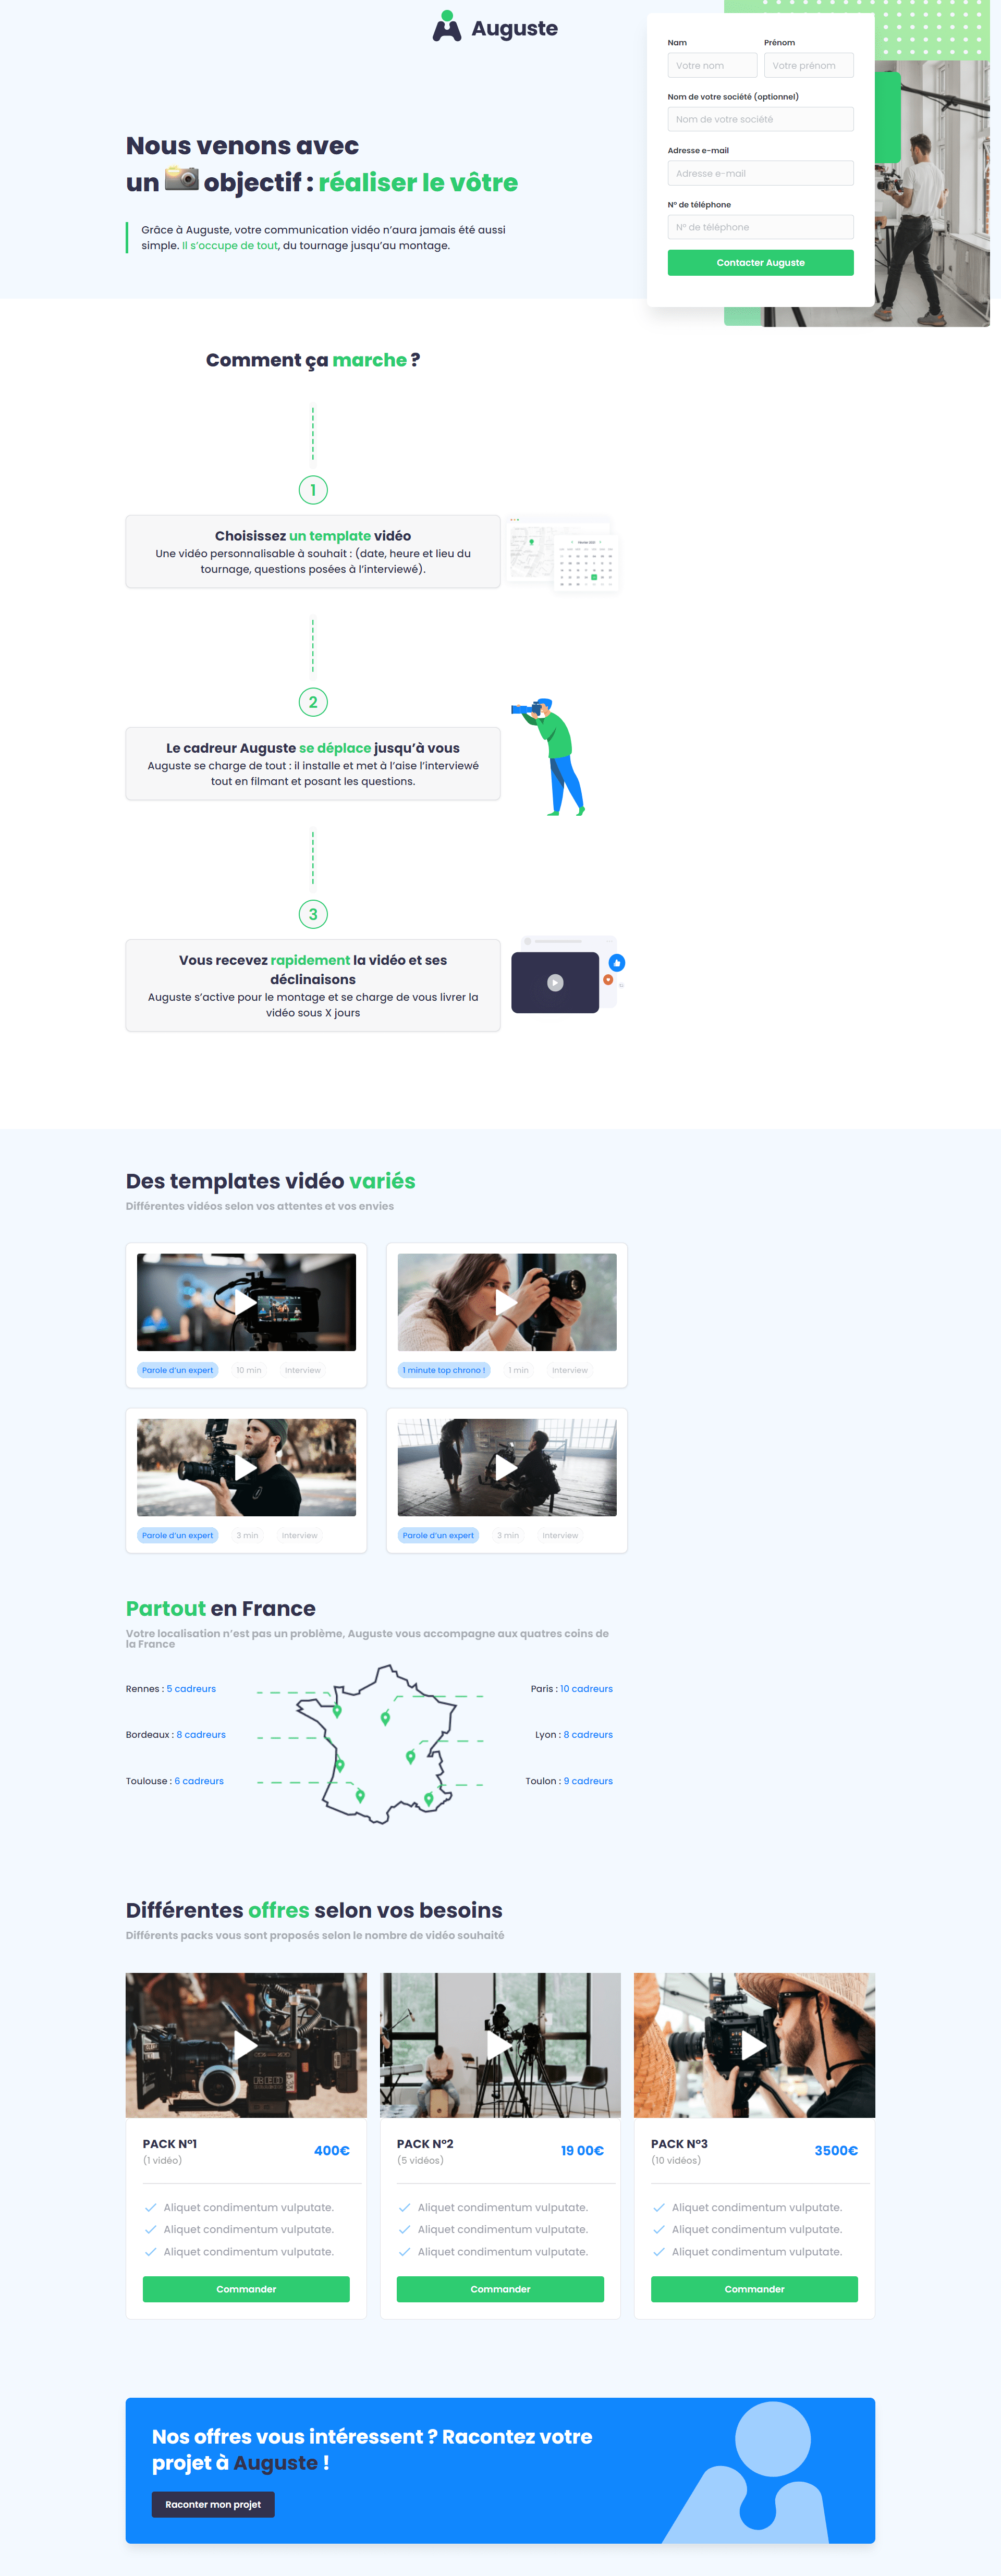 Auguste
Nam
Prénom
Votre nom
Votre prénom
Nom de votre société (optionnel)
Nom de votre société
Adresse e-mail
Adresse e-mail
N° de téléphone
N° de téléphone
Contacter Auguste
Nous venons avec
un objectif : réaliser le vôtre
Grâce à Auguste, votre communication vidéo n’aura jamais été aussi
simple. Il s’occupe de tout, du tournage jusqu’au montage.
Comment ça marche ?
1
Choisissez un template vidéo
Une vidéo personnalisable à souhait : (date, heure et lieu du
tournage, questions posées à l’interviewé).
2
Le cadreur Auguste se déplace jusqu’à vous
Auguste se charge de tout : il installe et met à l’aise l’interviewé
tout en filmant et posant les questions.
3
Vous recevez rapidement la vidéo et ses
déclinaisons
Auguste s’active pour le montage et se charge de vous livrer la
vidéo sous X jours
Des templates vidéo variés
Différentes vidéos selon vos attentes et vos envies
Parole d’un expert
10 min
Interview
1 minute top chrono !
1 min
Interview
Parole d’un expert
3 min
Interview
Parole d’un expert
3 min
Interview
Partout en France
Votre localisation n’est pas un problème, Auguste vous accompagne aux quatres coins de
la France
Rennes : 5 cadreurs
Paris : 10 cadreurs
Bordeaux : 8 cadreurs
Lyon : 8 cadreurs
Toulouse : 6 cadreurs
Toulon : 9 cadreurs
Différentes offres selon vos besoins
Différents packs vous sont proposés selon le nombre de vidéo souhaité
RED
PACK N°1
400€
(1 vidéo)
Aliquet condimentum vulputate.
Aliquet condimentum vulputate.
Aliquet condimentum vulputate.
Commander
PACK N°2
19 00€
(5 vidéos)
Aliquet condimentum vulputate.
Aliquet condimentum vulputate.
Aliquet condimentum vulputate.
Commander
PACK N°3
3500€
(10 vidéos)
Aliquet condimentum vulputate.
Aliquet condimentum vulputate.
Aliquet condimentum vulputate.
Commander
Nos offres vous intéressent ? Racontez votre
projet à Auguste !
Raconter mon projet